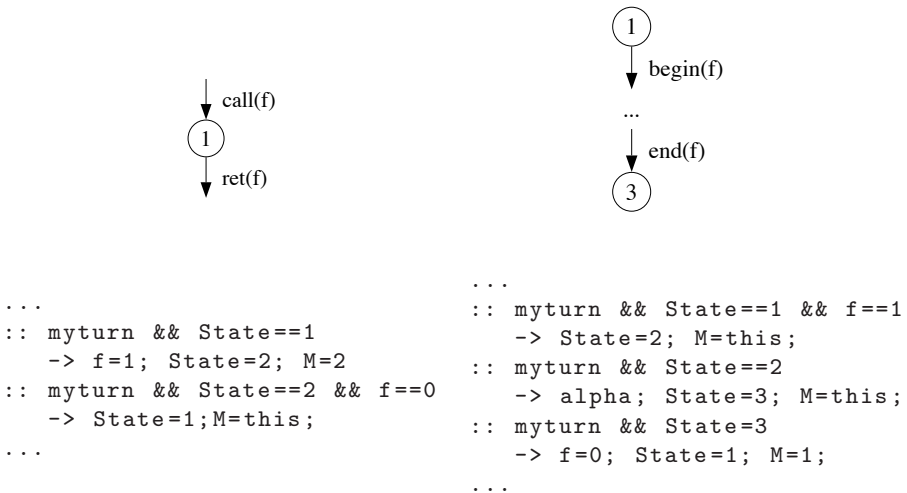 call(f)
1
ret(f)
1
begin(f)
...
end(f)
3
...
:: myturn && State==1
-> f=1; State=2; M=2
:: myturn && State==2 && f==0
-> State=1;M=this;
...
...
:: myturn && State==1 && f==1
-> State=2; M=this;
:: myturn && State==2
-> alpha; State=3; M=this;
:: myturn && State=3
-> f=0; State=1; M=1;
...